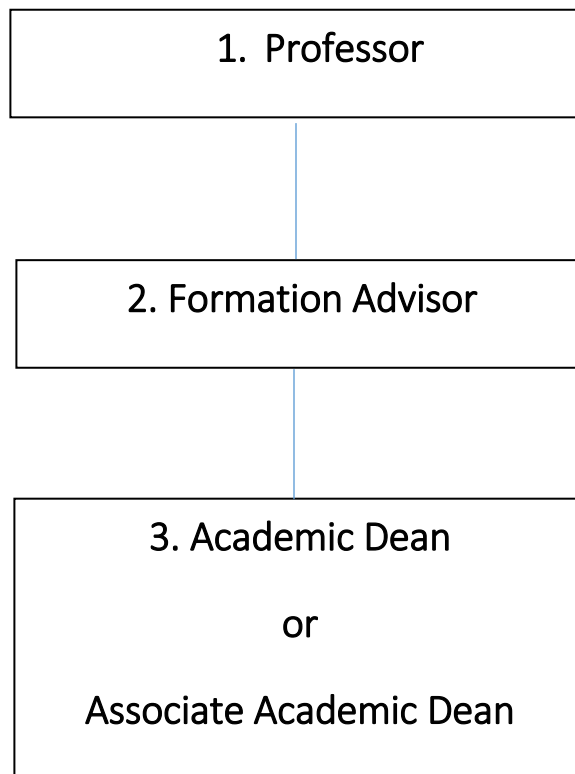 1. Professor
2. Formation Advisor
3. Academic Dean
or
Associate Academic Dean